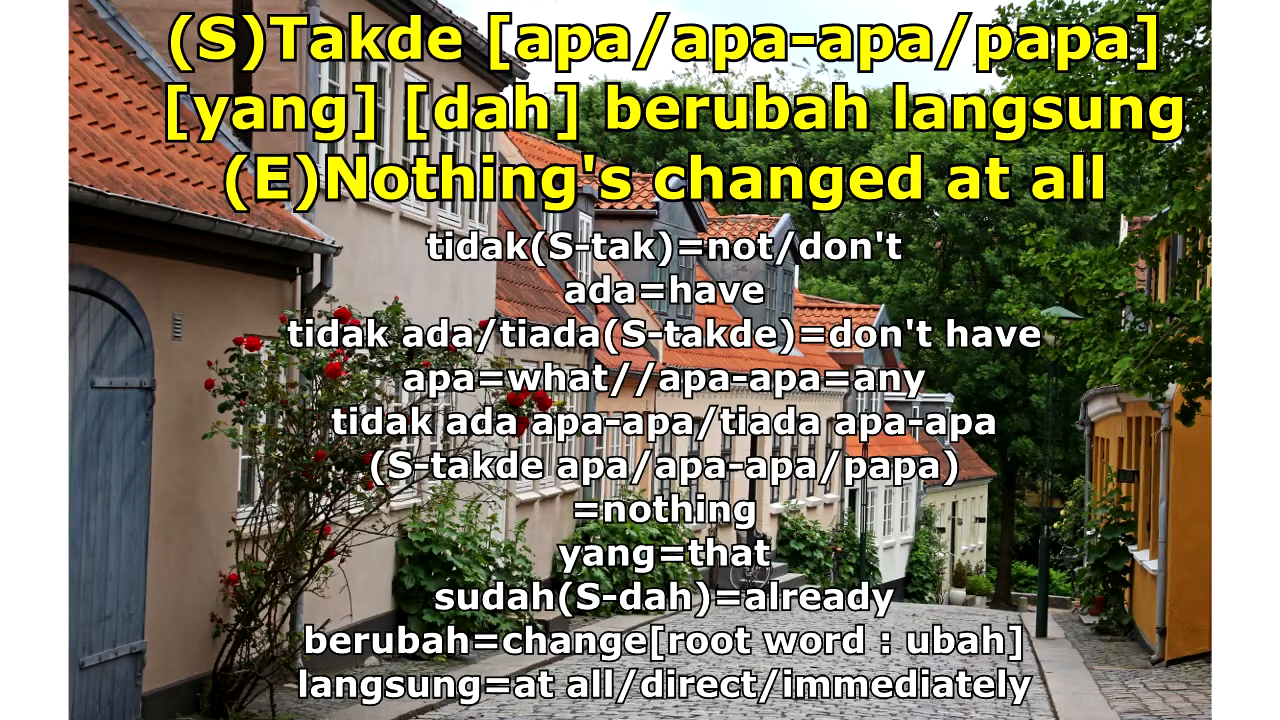 (S)Takde [apa/apa-apa/papa]
[yang] [dah] berubah langsung
(E)Nothing's changed at all
tidak(S-tak)=not/don't
ada=have
tidak ada/tiada(S-takde)=don't have
apa=what//apa-apa=any
tidak ada apa-apa/tiada apa-apa
(S-takde apa/apa-apa/papa)
=nothing
yang=that
sudah(S-dah)=already
berubah=change[root word : ubah]
langsung=at all/direct/immediately